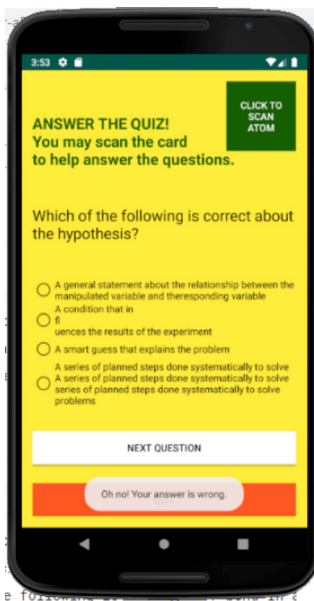 3:53
CLICK TO
SCAN
ATOM
ANSWER THE QUIZ!
You may scan the card
to help answer the questions.
Which of the following is correct about
the hypothesis?
A general statement about the relationship between the
manipulated variable and theresponding variable
A condition that in
fl
uences the results of the experiment
A smart guess that explains the problem
A series of planned steps done systematically to solve
A series of planned steps done systematically to solve
series of planned steps done systematically to solve
problems
NEXT QUESTION
Oh no! Your answer is wrong.